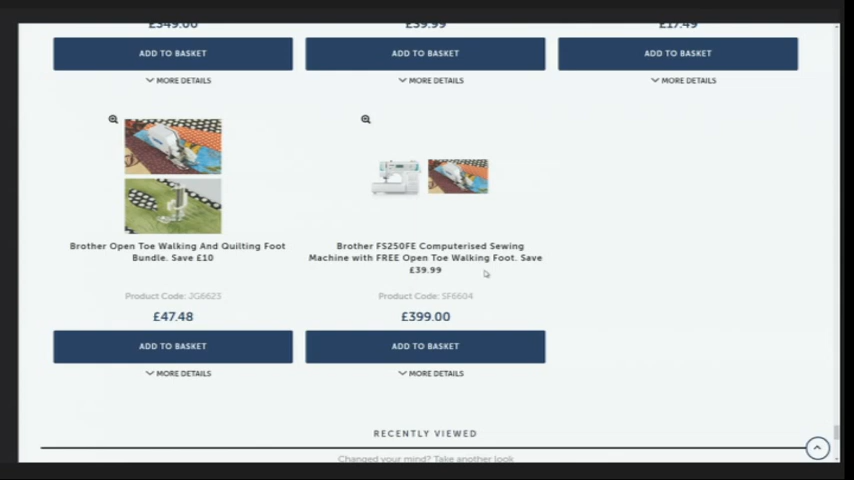 £349.00
£39.99
£17.49
ADD TO BASKET
ADD TO BASKET
ADD TO BASKET
MORE DETAILS
MORE DETAILS
MORE DETAILS
Brother Open Toe Walking And Quilting Foot
Bundle. Save £10
Product Code: JG6623
£47.48
ADD TO BASKET
MORE DETAILS
Brother FS250FE Computerised Sewing
Machine with FREE Open Toe Walking Foot. Save
£39.99
Product Code: SF6604
£399.00
ADD TO BASKET
MORE DETAILS
RECENTLY VIEWED
Changed your mind? Take another look